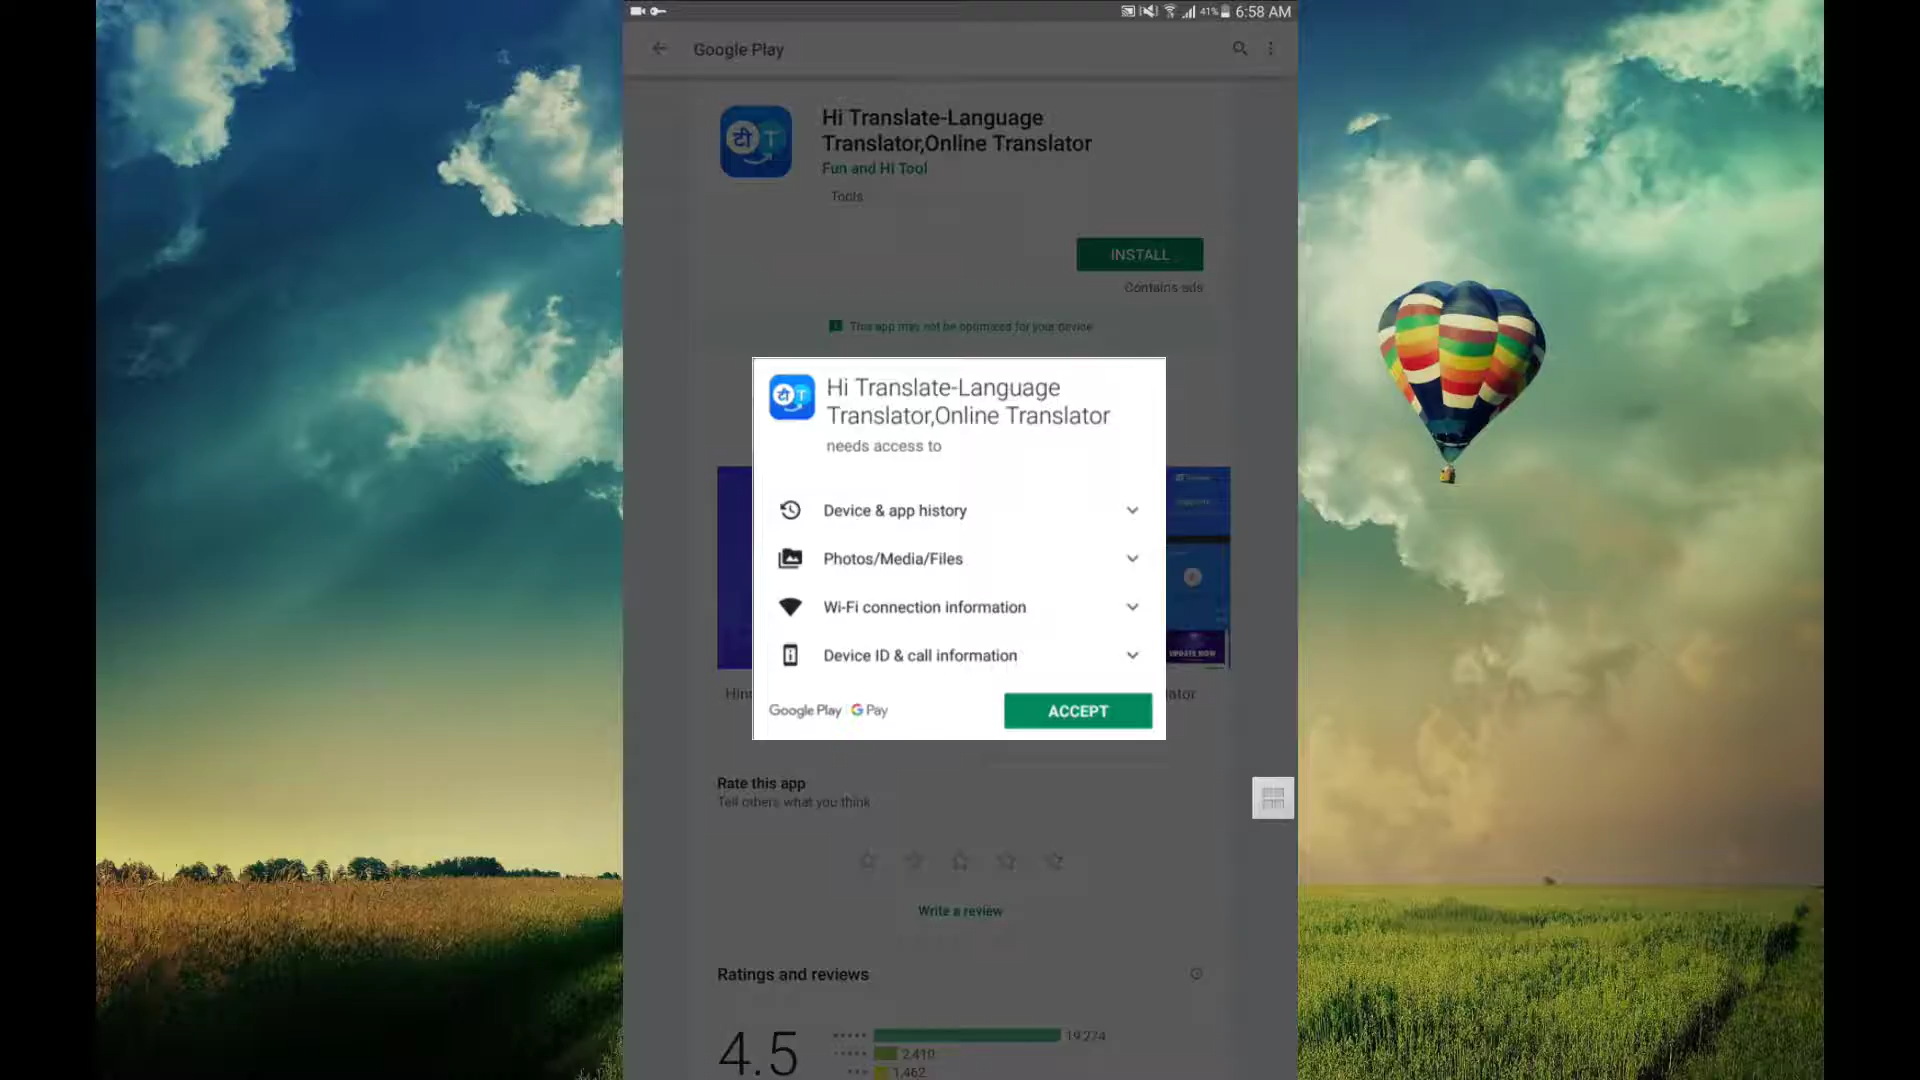 41%
6:58 AM
Google Play
टी T
Hi Translate-Language
Translator,Online Translator
Fun and Hi Tool
Tools
INSTALL
Contains ads
This app may not be optimized for your device
टी T
Hi Translate-Language
Translator,Online Translator
needs access to
Device & app history
Photos/Media/Files
Wi-Fi connection information
Device ID & call information
UPDATE NOW
Google Play
G Pay
ACCEPT
Rate this app
Tell others what you think
Write a review
Ratings and reviews
4.5
19,274
2,410
1,462